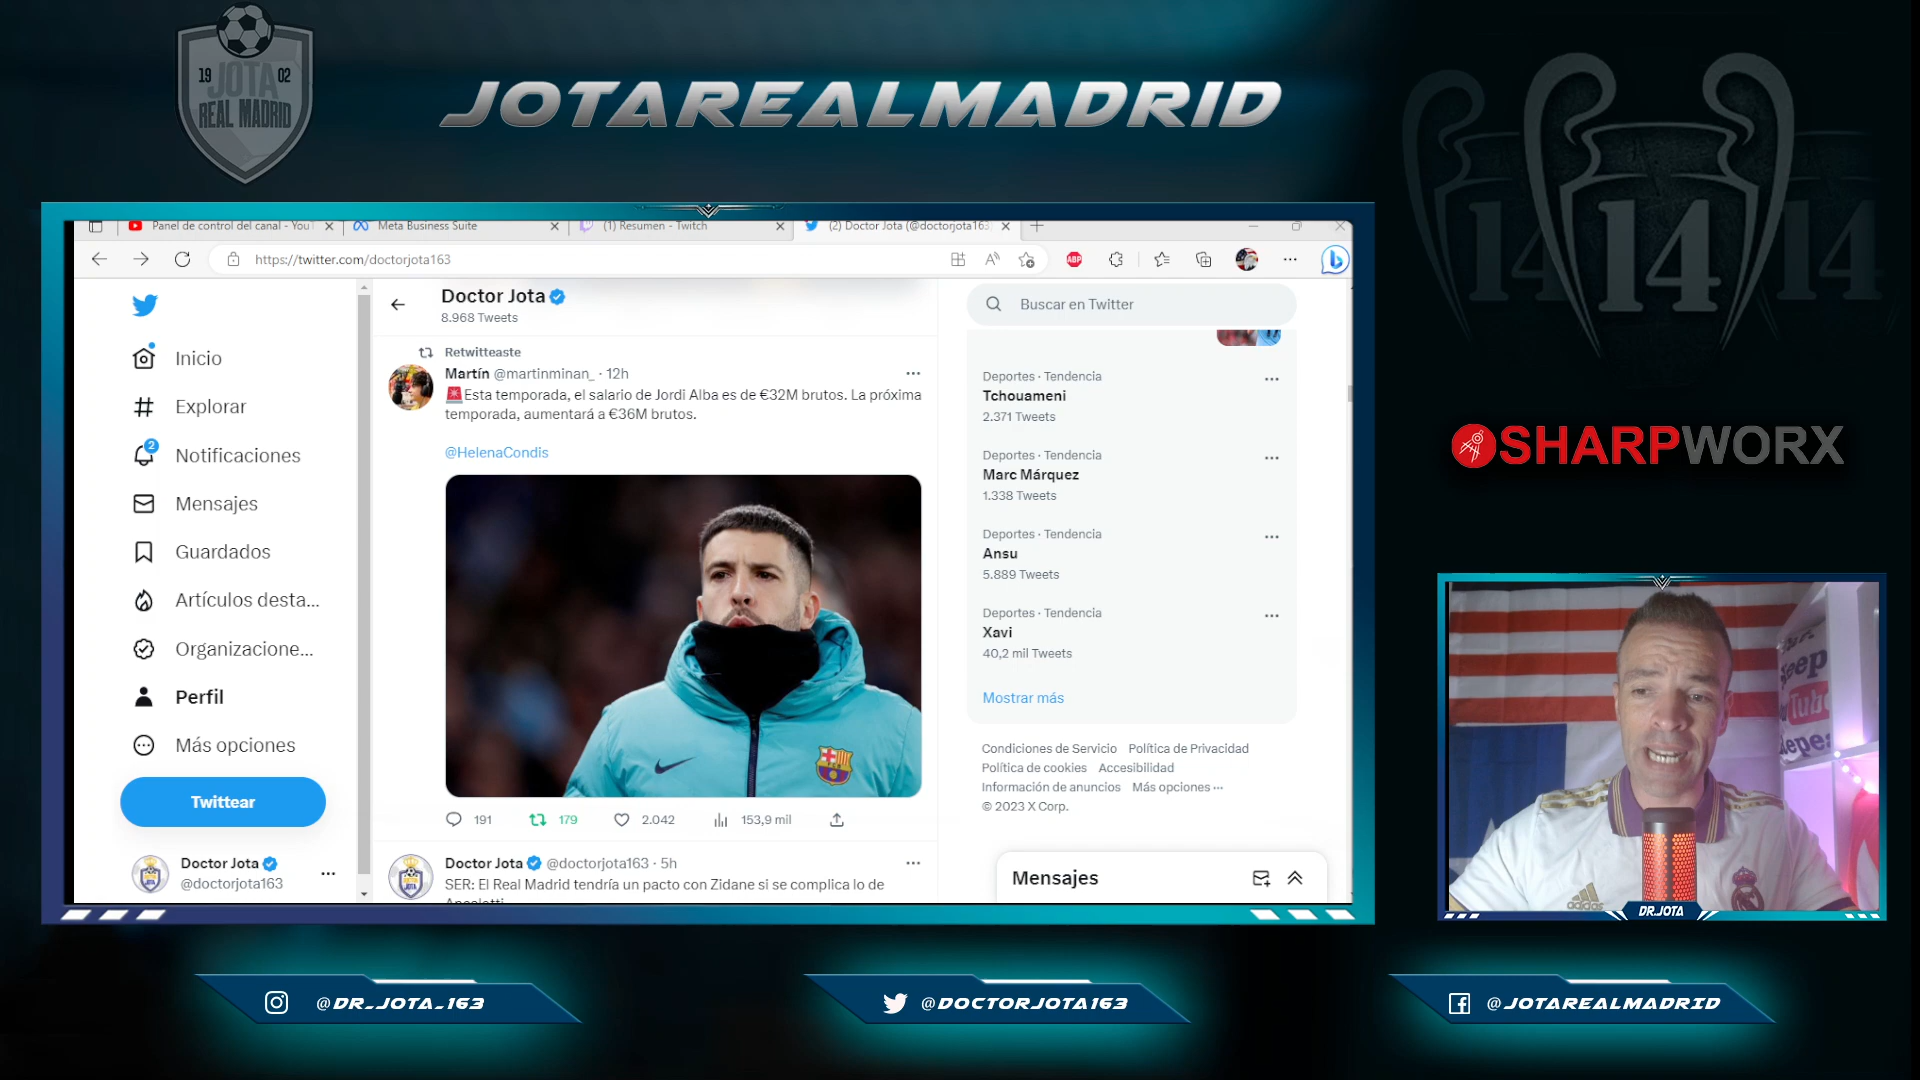 19 JOTA 02
REAL MADRID
JOTAREALMADRID
14
14
14
Panel de control del canal - YouT
Meta Business Suite
(1) Resumen - Twitch
(2) Doctor Jota (@doctorjota163
https://twitter.com/doctorjota163
ABP
Doctor Jota
8.968 Tweets
Buscar en Twitter
Inicio
Explorar
2
Notificaciones
Mensajes
Guardados
Artículos desta...
Organizacione...
Perfil
Más opciones
Twittear
Doctor Jota
@doctorjota163
Retwitteaste
Martín @martinminan_ · 12h
🚨Esta temporada, el salario de Jordi Alba es de €32M brutos. La próxima
temporada, aumentará a €36M brutos.
@HelenaCondis
191
179
2.042
153,9 mil
Doctor Jota @doctorjota163 · 5h
SER: El Real Madrid tendría un pacto con Zidane si se complica lo de
Ancelotti
Deportes · Tendencia
Tchouameni
2.371 Tweets
Deportes · Tendencia
Marc Márquez
1.338 Tweets
Deportes · Tendencia
Ansu
5.889 Tweets
Deportes · Tendencia
Xavi
40,2 mil Tweets
Mostrar más
Condiciones de Servicio Política de Privacidad
Política de cookies Accesibilidad
Información de anuncios Más opciones ···
© 2023 X Corp.
Mensajes
SHARPWORX
adidas
DR.JOTA
@DR_JOTA_163
@DOCTORJOTA163
@JOTAREALMADRID